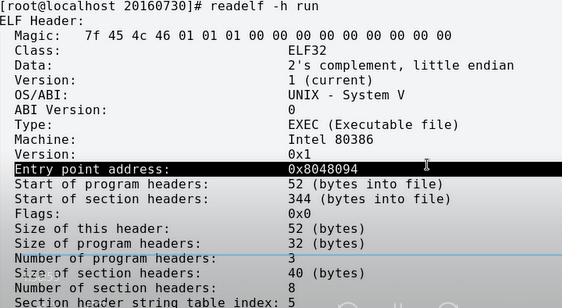 [root@localhost 20160730]# readelf -h run
ELF Header:
Magic: 7f 45 4c 46 01 01 01 00 00 00 00 00 00 00 00 00
Class: ELF32
Data: 2's complement, little endian
Version: 1 (current)
OS/ABI: UNIX - System V
ABI Version: 0
Type: EXEC (Executable file)
Machine: Intel 80386
Version: 0x1
Entry point address: 0x8048094
Start of program headers: 52 (bytes into file)
Start of section headers: 344 (bytes into file)
Flags: 0x0
Size of this header: 52 (bytes)
Size of program headers: 32 (bytes)
Number of program headers: 3
Size of section headers: 40 (bytes)
Number of section headers: 8
Section header string table index: 5